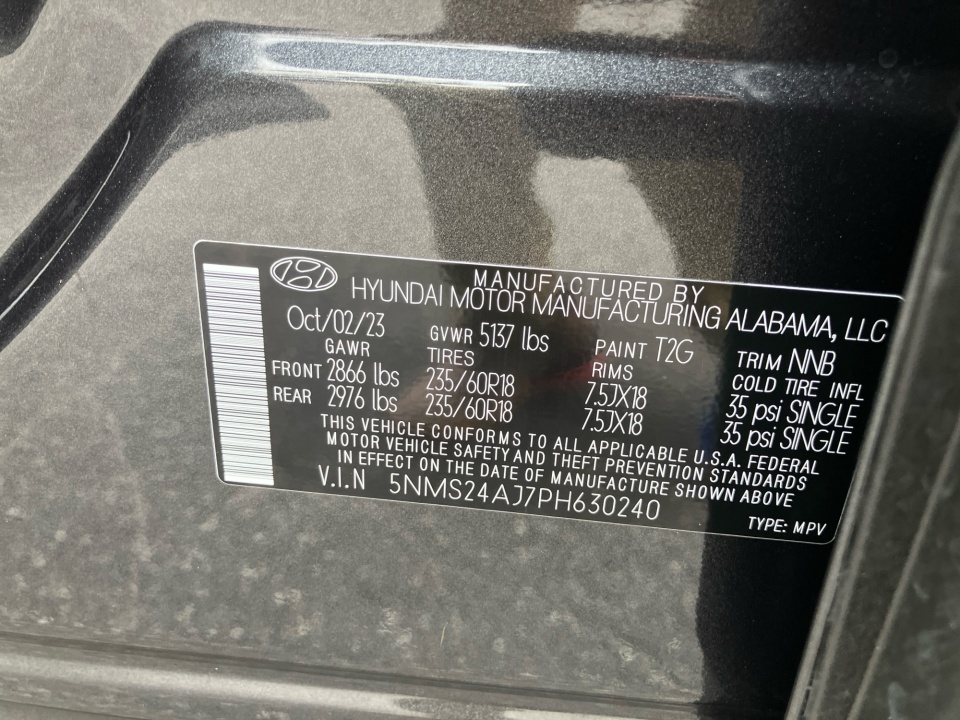 MANUFACTURED BY
HYUNDAI MOTOR MANUFACTURING ALABAMA, LLC
Oct/02/23 GVWR 5137 lbs PAINT T2G TRIM NNB
GAWR TIRES RIMS COLD TIRE INFL
FRONT 2866 lbs 235/60R18 7.5JX18 35 psi SINGLE
REAR 2976 lbs 235/60R18 7.5JX18 35 psi SINGLE
THIS VEHICLE CONFORMS TO ALL APPLICABLE U.S.A. FEDERAL
MOTOR VEHICLE SAFETY AND THEFT PREVENTION STANDARDS
IN EFFECT ON THE DATE OF MANUFACTURE SHOWN ABOVE
V.I.N 5NMS24AJ7PH630240
TYPE: MPV